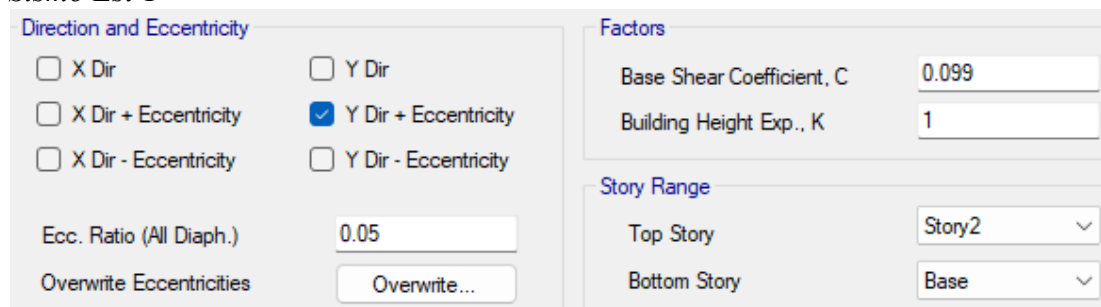 Sismo Est Y
Direction and Eccentricity
X Dir
Y Dir
X Dir + Eccentricity
Y Dir + Eccentricity
X Dir - Eccentricity
Y Dir - Eccentricity
Ecc. Ratio (All Diaph.)
0.05
Overwrite Eccentricities
Overwrite...
Factors
Base Shear Coefficient, C
0.099
Building Height Exp., K
1
Story Range
Top Story
Story2
Bottom Story
Base